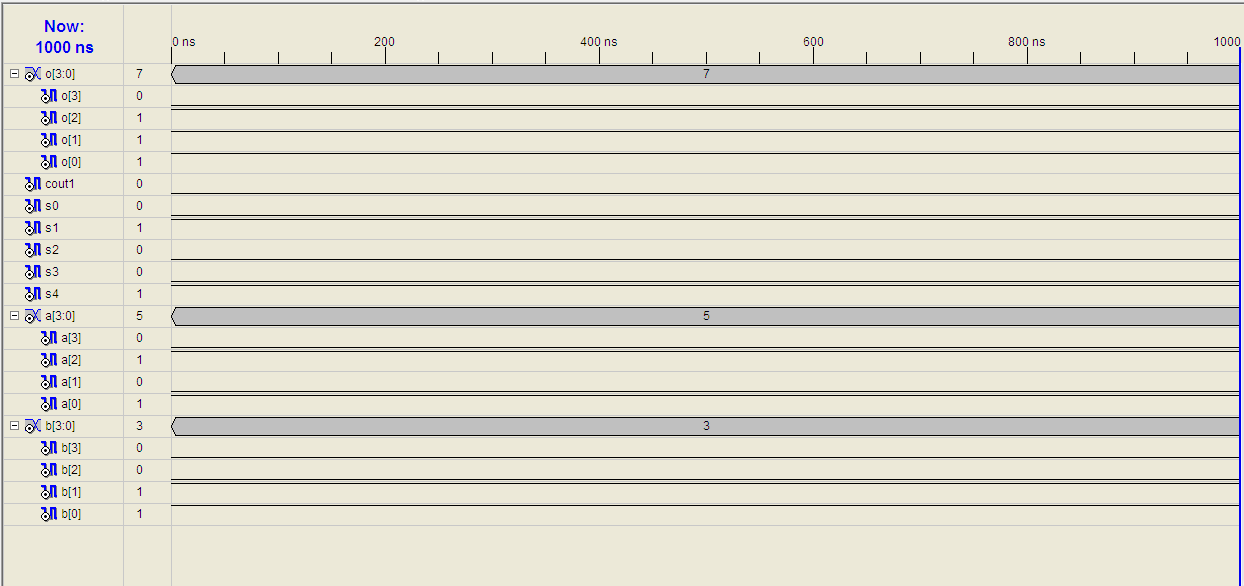 Now:
1000 ns
0 ns 200 400 ns 600 800 ns 1000
o[3:0] 7 7
o[3] 0
o[2] 1
o[1] 1
o[0] 1
cout1 0
s0 0
s1 1
s2 0
s3 0
s4 1
a[3:0] 5 5
a[3] 0
a[2] 1
a[1] 0
a[0] 1
b[3:0] 3 3
b[3] 0
b[2] 0
b[1] 1
b[0] 1